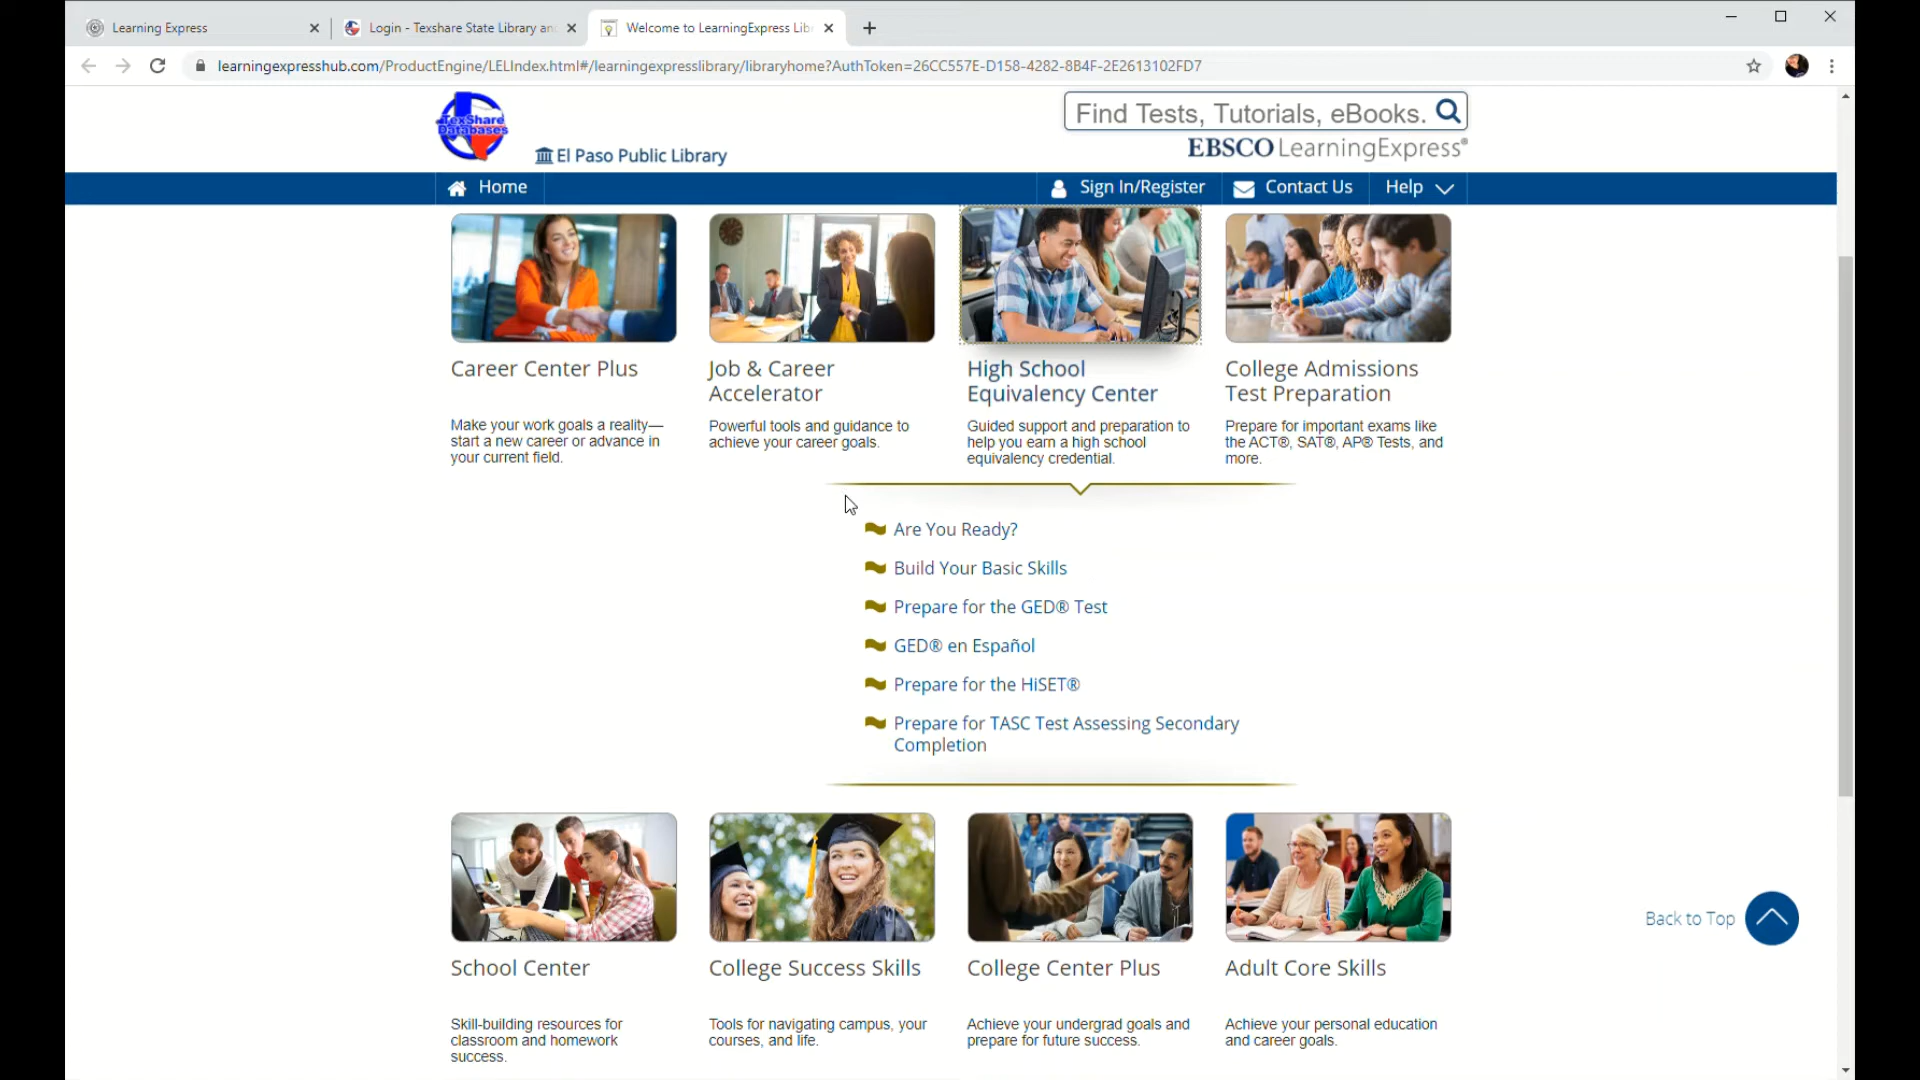 Learning Express
Login - Texshare State Library an
Welcome to LearningExpress Lib
learningexpresshub.com/ProductEngine/LELIndex.html#/learningexpresslibrary/libraryhome?AuthToken=26CC557E-D158-4282-8B4F-2E2613102FD7
TexShare
Databases
El Paso Public Library
Find Tests, Tutorials, eBooks.
EBSCO LearningExpress®
Home
Sign In/Register
Contact Us
Help
Career Center Plus
Make your work goals a reality—
start a new career or advance in
your current field.
Job & Career
Accelerator
Powerful tools and guidance to
achieve your career goals.
High School
Equivalency Center
Guided support and preparation to
help you earn a high school
equivalency credential.
College Admissions
Test Preparation
Prepare for important exams like
the ACT®, SAT®, AP® Tests, and
more.
Are You Ready?
Build Your Basic Skills
Prepare for the GED® Test
GED® en Español
Prepare for the HiSET®
Prepare for TASC Test Assessing Secondary
Completion
School Center
Skill-building resources for
classroom and homework
success.
College Success Skills
Tools for navigating campus, your
courses, and life.
College Center Plus
Achieve your undergrad goals and
prepare for future success.
Adult Core Skills
Achieve your personal education
and career goals.
Back to Top